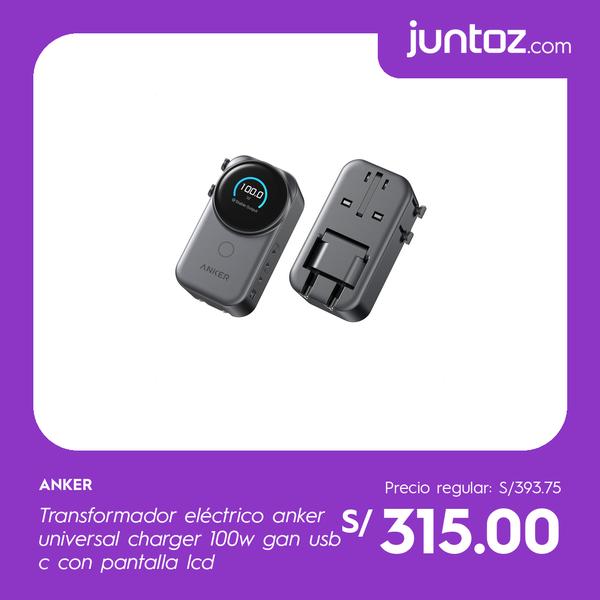 juntoz.com
100.0
W
ANKER
ANKER
Transformador eléctrico anker
universal charger 100w gan usb
c con pantalla lcd
Precio regular: S/393.75
S/ 315.00